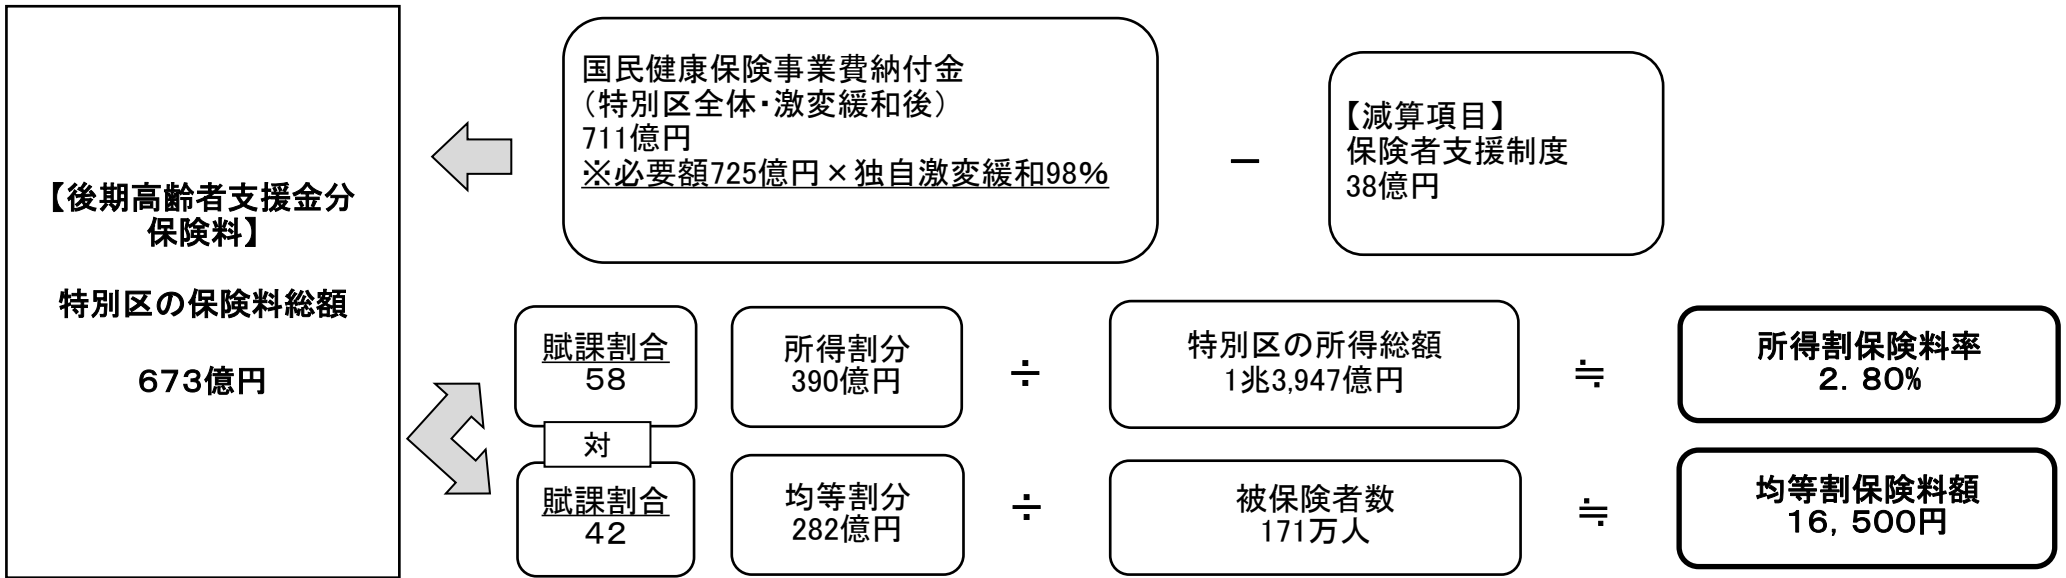 【後期高齢者支援金分
保険料】
特別区の保険料総額
673億円
国民健康保険事業費納付金
（特別区全体・激変緩和後）
711億円
※必要額725億円×独自激変緩和98%
－
【減算項目】
保険者支援制度
38億円
賦課割合
58
所得割分
390億円
÷
特別区の所得総額
1兆3,947億円
≒
所得割保険料率
２．８０%
対
賦課割合
42
均等割分
282億円
÷
被保険者数
171万人
≒
均等割保険料額
１６，５００円